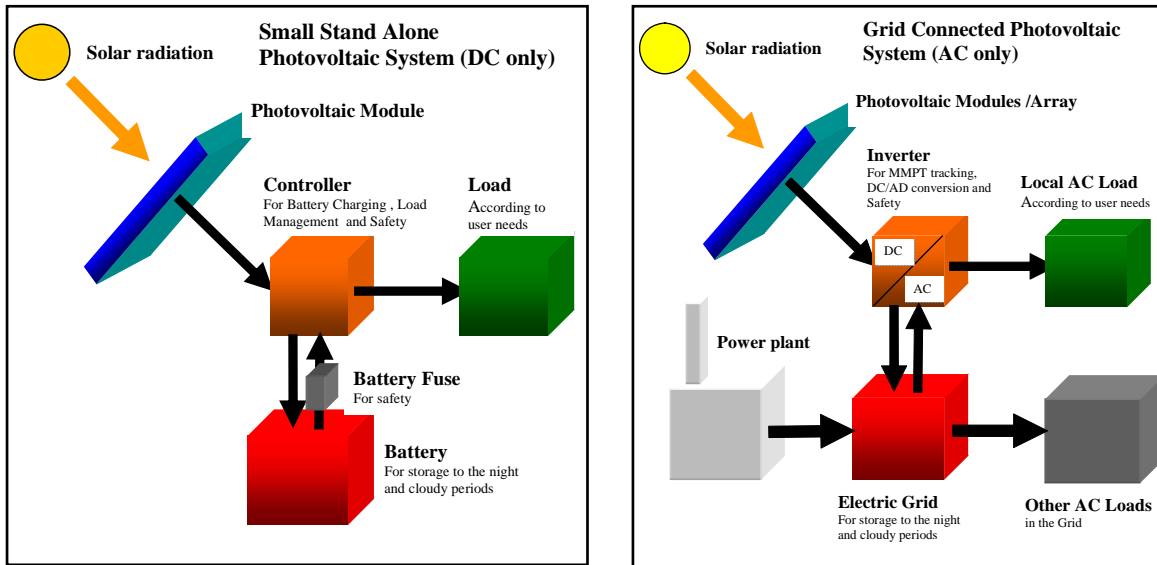 Small Stand Alone
Photovoltaic System (DC only)
Solar radiation
Photovoltaic Module
Controller
For Battery Charging , Load
Management and Safety
Load
According to
user needs
Battery Fuse
For safety
Battery
For storage to the night
and cloudy periods
Grid Connected Photovoltaic
System (AC only)
Solar radiation
Photovoltaic Modules /Array
Inverter
For MMPT tracking,
DC/AD conversion and
Safety
Local AC Load
According to user needs
DC
AC
Power plant
Electric Grid
For storage to the night
and cloudy periods
Other AC Loads
in the Grid